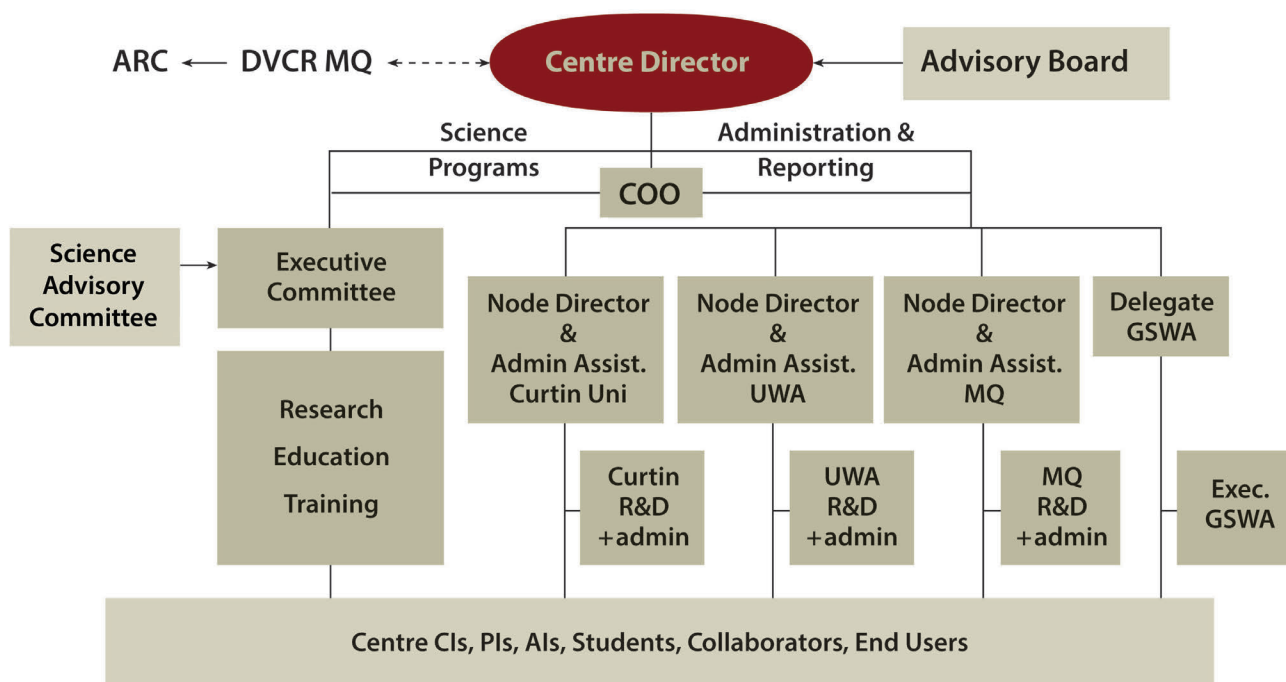 ARC
DVCR MQ
Centre Director
Advisory Board
Science
Programs
Administration &
Reporting
COO
Science
Advisory
Committee
Executive
Committee
Node Director
&
Admin Assist.
Curtin Uni
Node Director
&
Admin Assist.
UWA
Node Director
&
Admin Assist.
MQ
Delegate
GSWA
Research
Education
Training
Curtin
R&D
+admin
UWA
R&D
+admin
MQ
R&D
+admin
Exec.
GSWA
Centre CIs, PIs, AIs, Students, Collaborators, End Users